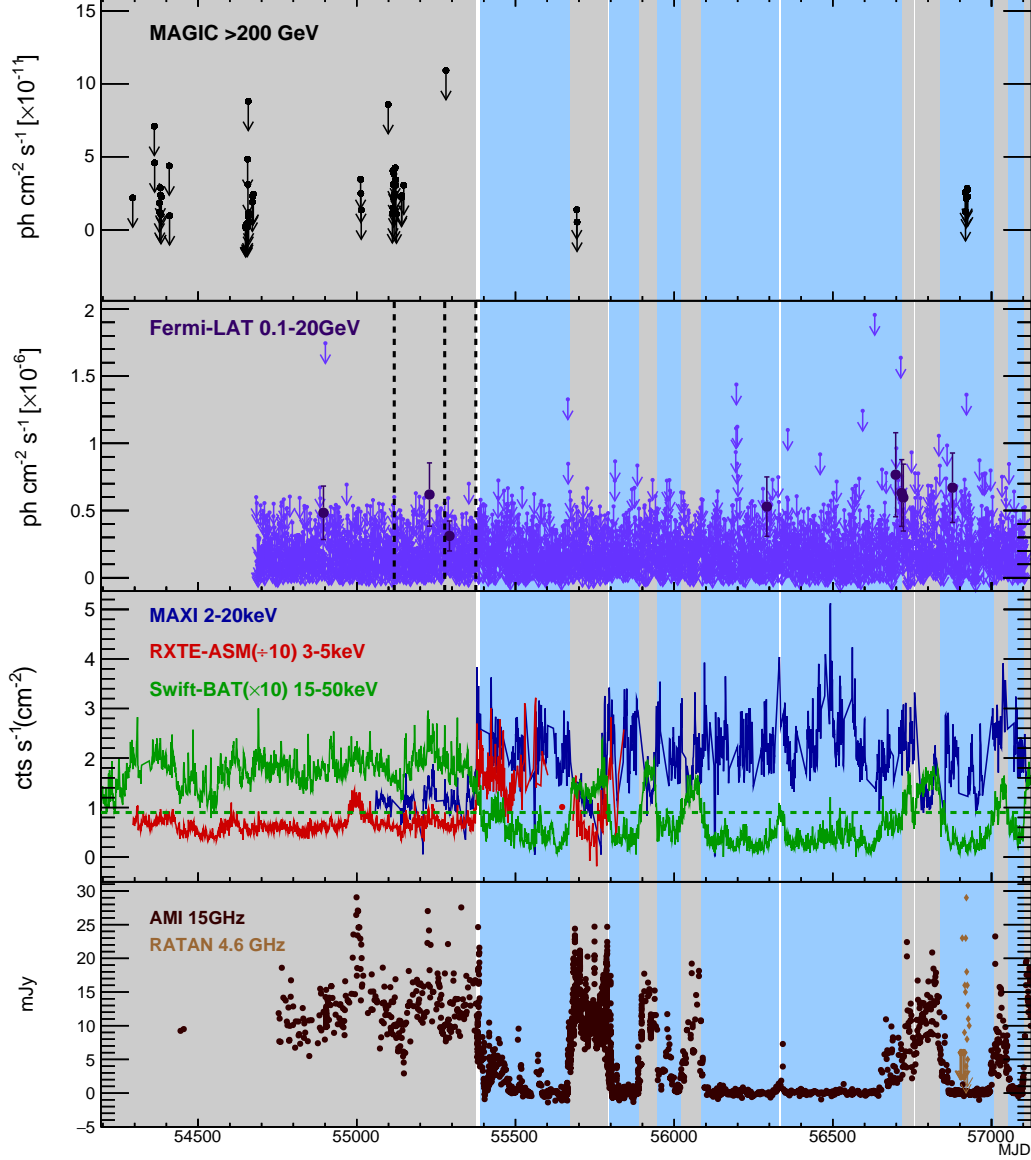 15
MAGIC >200 GeV
10
5
0
ph cm-2 s-1 [×10-11]
2
Fermi-LAT 0.1-20GeV
1.5
1
0.5
0
ph cm-2 s-1 [×10-6]
5
MAXI 2-20keV
RXTE-ASM(÷10) 3-5keV
4
Swift-BAT(×10) 15-50keV
3
2
1
0
cts s-1(cm-2)
30
AMI 15GHz
25
RATAN 4.6 GHz
20
15
10
5
0
−5
mJy
54500 55000 55500 56000 56500 57000
MJD